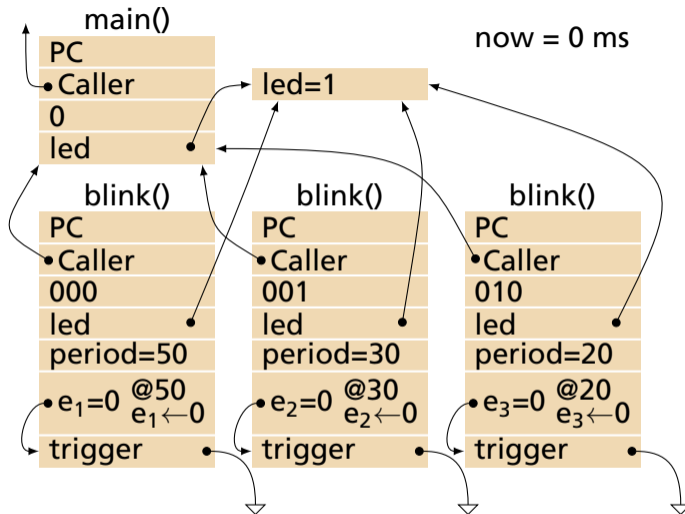 main()
PC
Caller
0
led
led=1
now = 0 ms
blink()
PC
Caller
000
led
period=50
e₁=0 @50
e₁←0
trigger
blink()
PC
Caller
001
led
period=30
e₂=0 @30
e₂←0
trigger
blink()
PC
Caller
010
led
period=20
e₃=0 @20
e₃←0
trigger